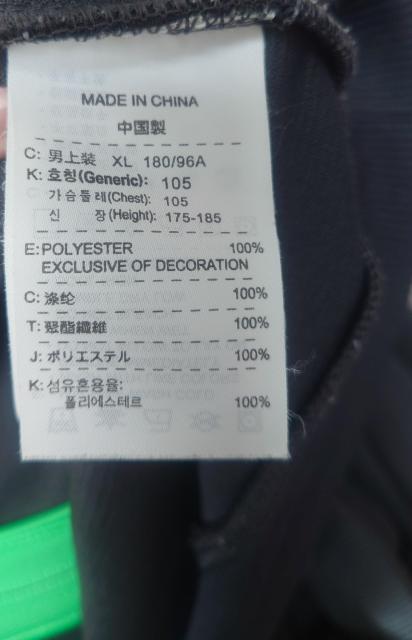 MADE IN CHINA
中国製
C: 男上裝 XL 180/96A
K: 호칭(Generic): 105
가슴둘레(Chest): 105
신 장(Height): 175-185
E:POLYESTER 100%
EXCLUSIVE OF DECORATION
C: 涤纶 100%
T: 聚酯纖維 100%
J: ポリエステル 100%
K: 섬유혼용율:
폴리에스테르 100%